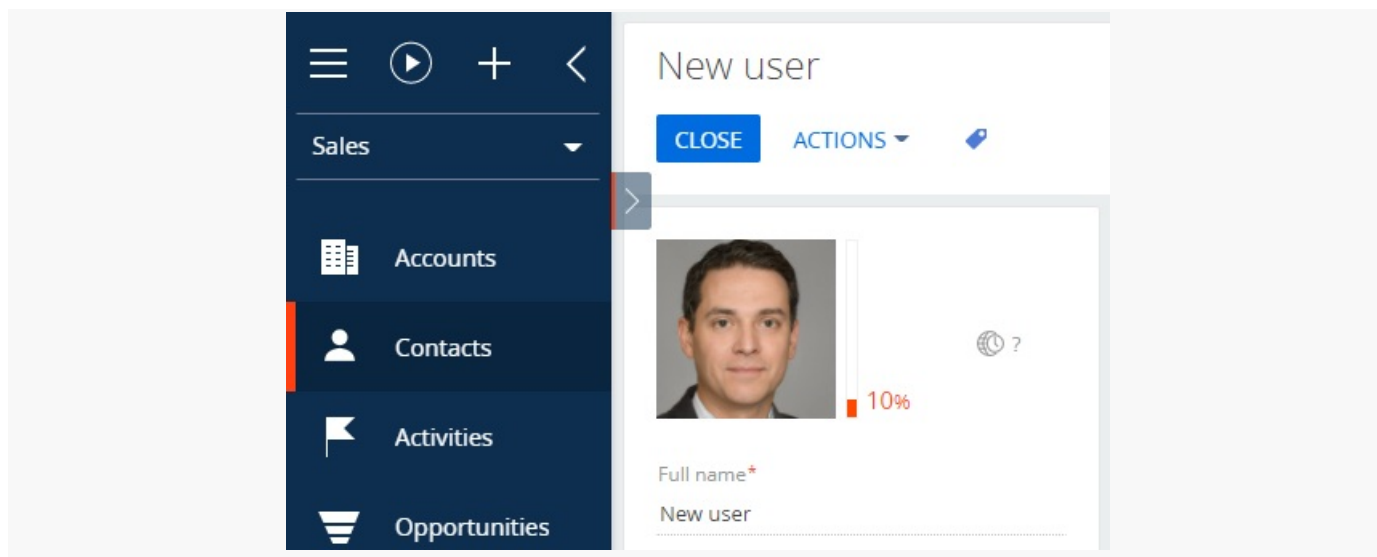 New user
CLOSE ACTIONS
Sales
Accounts
Contacts
Activities
Opportunities
?
10%
Full name*
New user